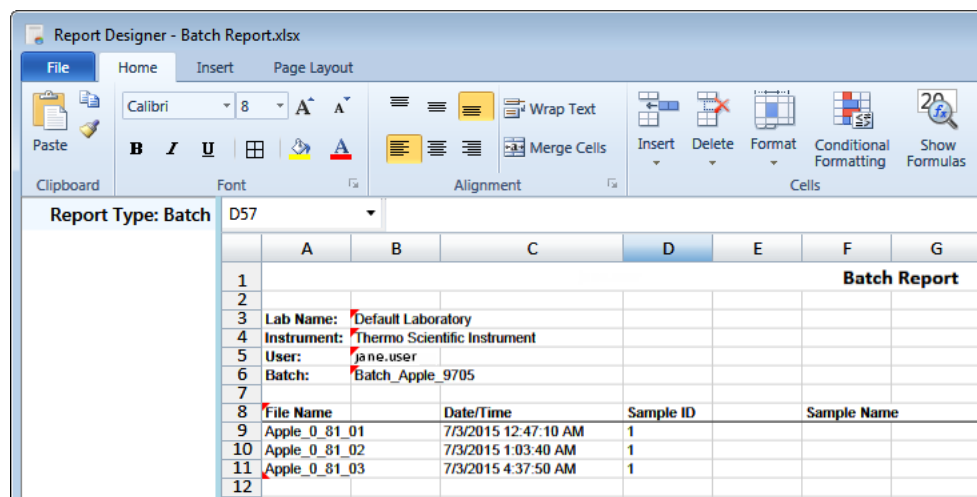 Report Designer - Batch Report.xlsx
File Home Insert Page Layout
Calibri 8 A A Wrap Text 20
Paste B I U A Merge Cells Insert Delete Format Conditional Formatting Show Formulas
Clipboard Font Alignment Cells
Report Type: Batch D57
A B C D E F G
1 Batch Report
2
3 Lab Name: Default Laboratory
4 Instrument: Thermo Scientific Instrument
5 User: jane.user
6 Batch: Batch_Apple_9705
7
8 File Name Date/Time Sample ID Sample Name
9 Apple_0_81_01 7/3/2015 12:47:10 AM 1
10 Apple_0_81_02 7/3/2015 1:03:40 AM 1
11 Apple_0_81_03 7/3/2015 4:37:50 AM 1
12